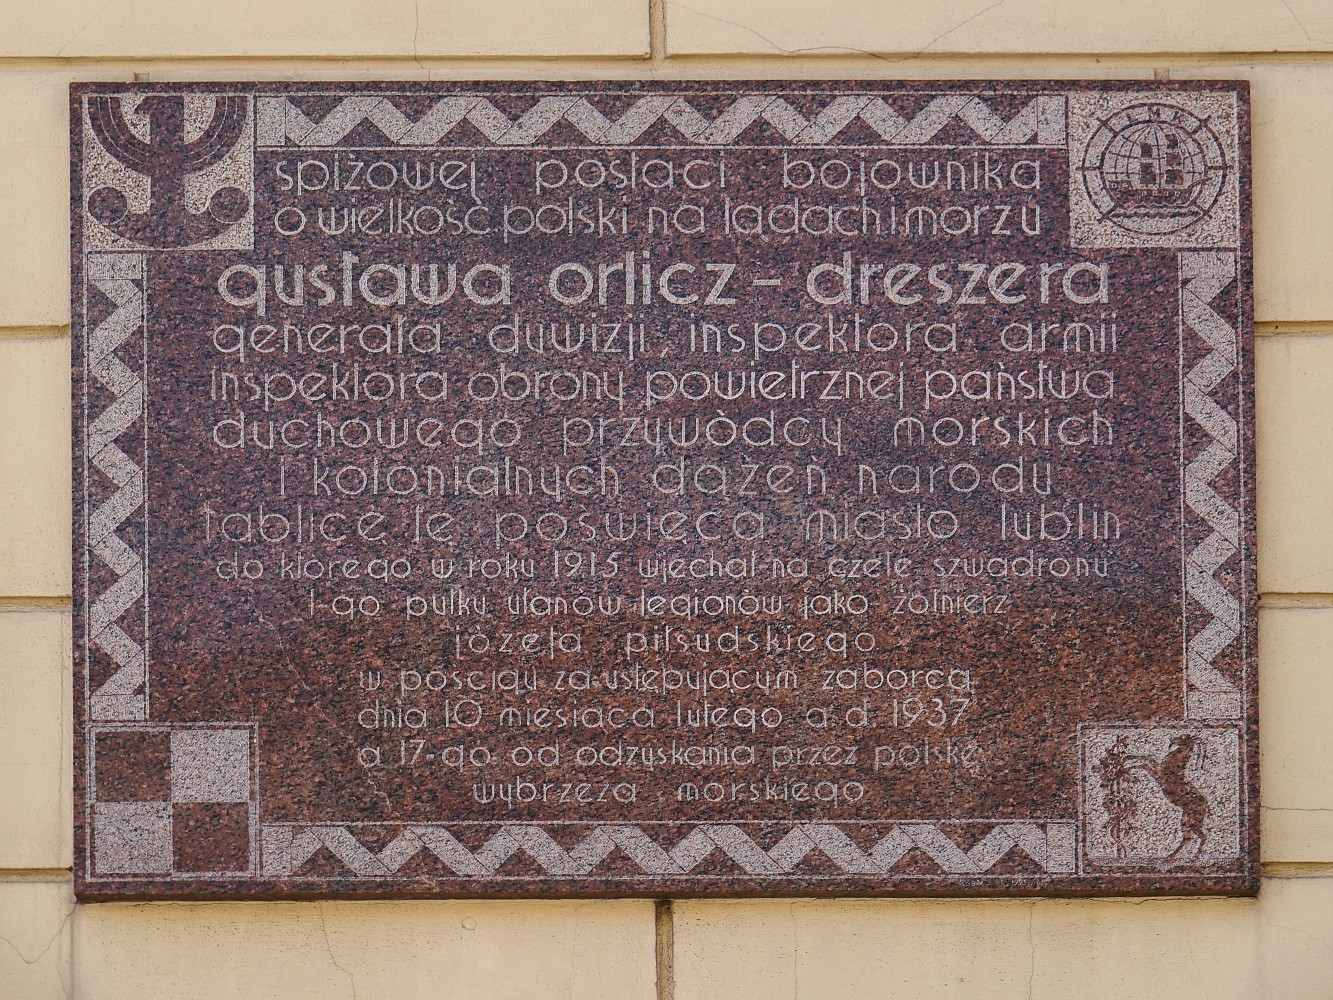 spiżowej postaci bojownika
o wielkość polski na lądach i morzu
gustawa orlicz - dreszera
generała dywizji, inspektora armii
inspektora obrony powietrznej państwa
duchowego przywódcy morskich
i kolonialnych dążeń narodu
tablicę tę poświęca miasto lublin
do ktorego w roku 1915 wjechał na czele szwadronu
1-go pułku ułanów legionów jako żołnierz
józefa piłsudskiego
w poscigu za ustępującym zaborcą
dnia 10 miesiąca lutego a d 1937
a 17-go od odzyskania przez polskę
wybrzeża morskiego